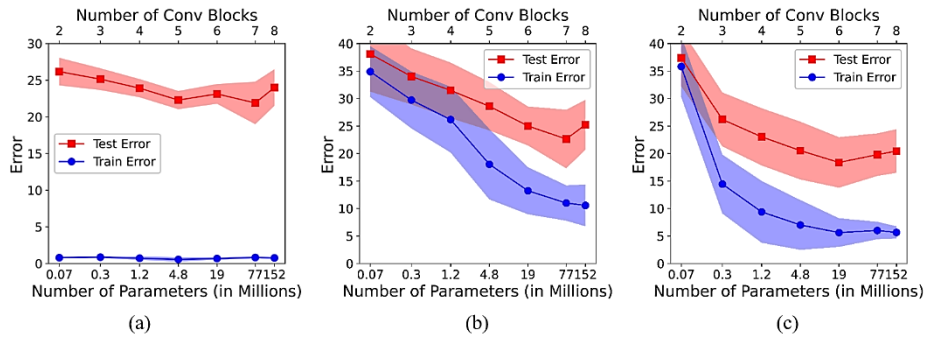 Number of Conv Blocks
2 3 4 5 6 7 8
30
25
20
15
10
5
0
Error
Test Error
Train Error
0.07 0.3 1.2 4.8 19 77 152
Number of Parameters (in Millions)
(a)
Number of Conv Blocks
2 3 4 5 6 7 8
40
35
30
25
20
15
10
5
0
Error
Test Error
Train Error
0.07 0.3 1.2 4.8 19 77 152
Number of Parameters (in Millions)
(b)
Number of Conv Blocks
2 3 4 5 6 7 8
40
35
30
25
20
15
10
5
0
Error
Test Error
Train Error
0.07 0.3 1.2 4.8 19 77 152
Number of Parameters (in Millions)
(c)